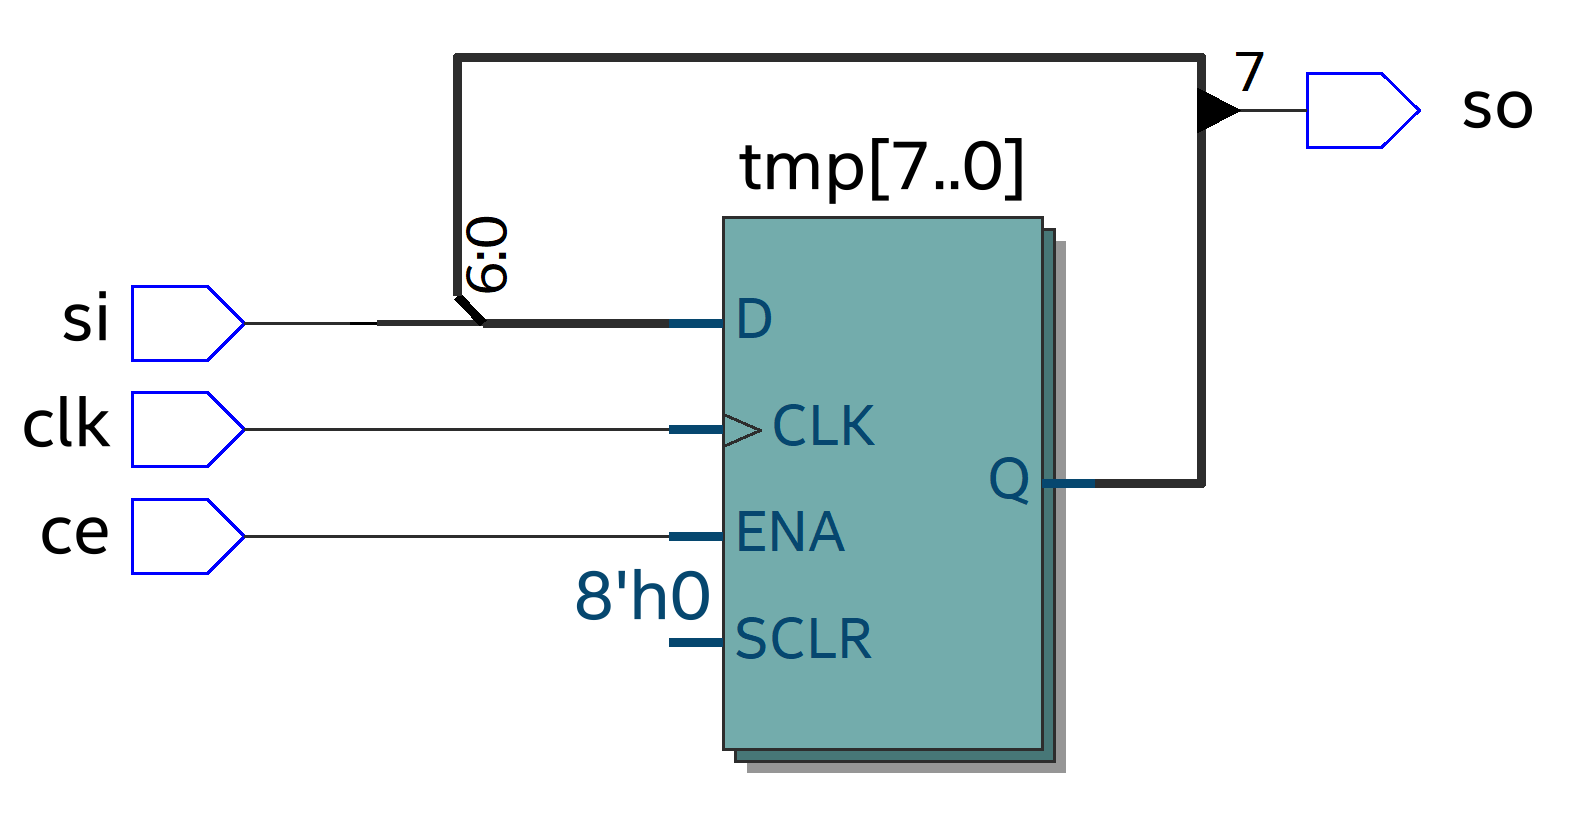 7
so
tmp[7..0]
6:0
si
D
clk
CLK
Q
ce
ENA
8'h0
SCLR